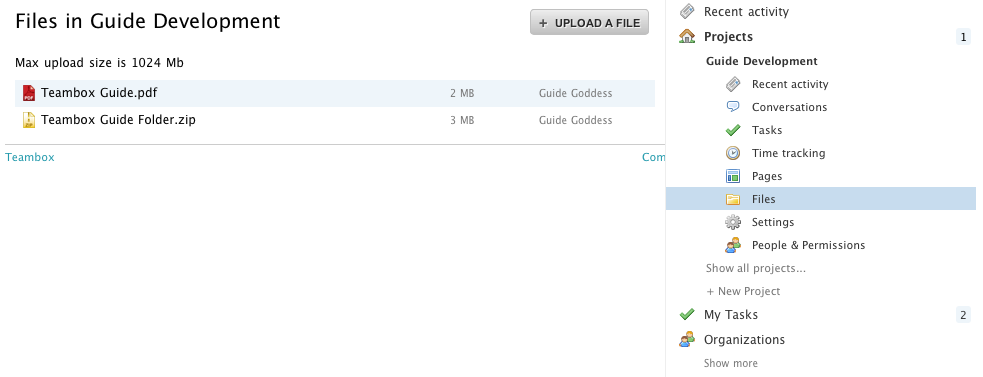 Files in Guide Development
+ UPLOAD A FILE
Max upload size is 1024 Mb
Teambox Guide.pdf 2 MB Guide Goddess
Teambox Guide Folder.zip 3 MB Guide Goddess
Teambox Com
Recent activity
Projects 1
Guide Development
Recent activity
Conversations
Tasks
Time tracking
Pages
Files
Settings
People & Permissions
Show all projects...
+ New Project
My Tasks 2
Organizations
Show more